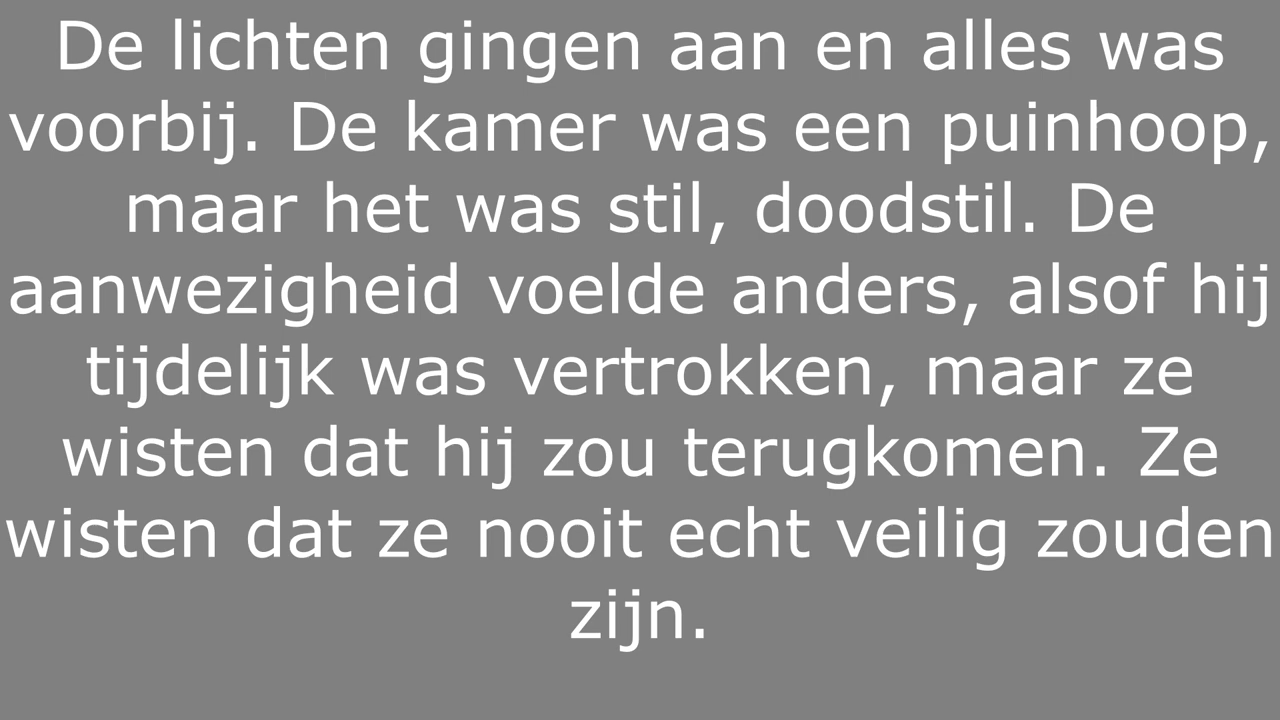 De lichten gingen aan en alles was
voorbij. De kamer was een puinhoop,
maar het was stil, doodstil. De
aanwezigheid voelde anders, alsof hij
tijdelijk was vertrokken, maar ze
wisten dat hij zou terugkomen. Ze
wisten dat ze nooit echt veilig zouden
zijn.